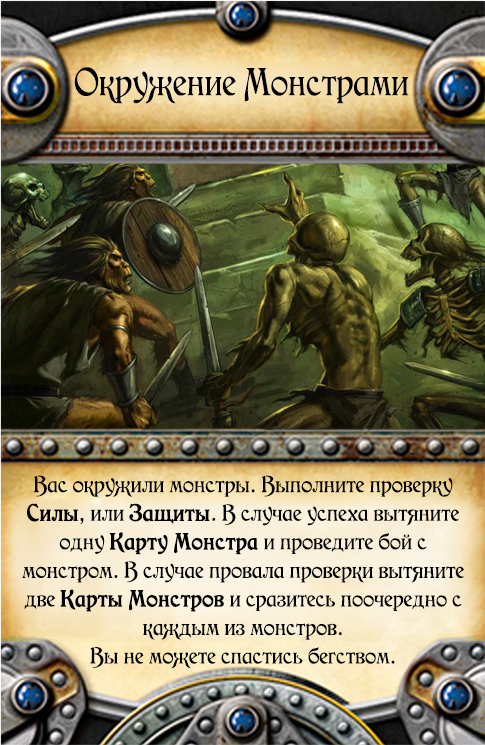 Окружение Монстрами
Вас окружили монстры. Выполните проверку
Силы, или Защиты. В случае успеха вытяните
одну Карту Монстра и проведите бой с
монстром. В случае провала проверки вытяните
две Карты Монстров и сразитесь поочередно с
каждым из монстров.
Вы не можете спастись бегством.